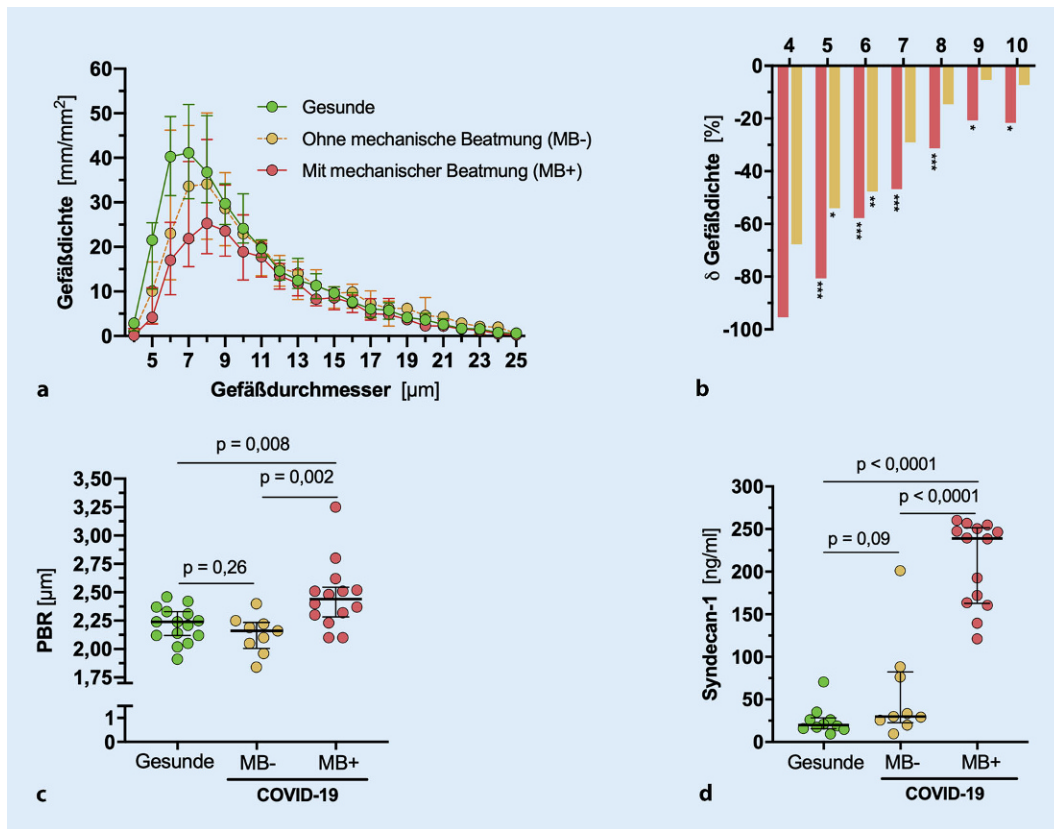 60
50
40
30
20
10
0
Gefäßdichte [mm/mm²]
Gesunde
Ohne mechanische Beatmung (MB-)
Mit mechanischer Beatmung (MB+)
5 7 9 11 13 15 17 19 21 23 25
Gefäßdurchmesser [µm]
a
4 5 6 7 8 9 10
0
-20
-40
-60
-80
-100
δ Gefäßdichte [%]
***
*
***
**
***
***
*
*
b
p = 0,008
p = 0,002
p = 0,26
3,50
3,25
3,00
2,75
2,50
2,25
2,00
1,75
1
0
PBR [µm]
Gesunde MB- MB+
COVID-19
c
p < 0,0001
p < 0,0001
p = 0,09
300
250
200
150
100
50
25
0
Syndecan-1 [ng/ml]
Gesunde MB- MB+
COVID-19
d